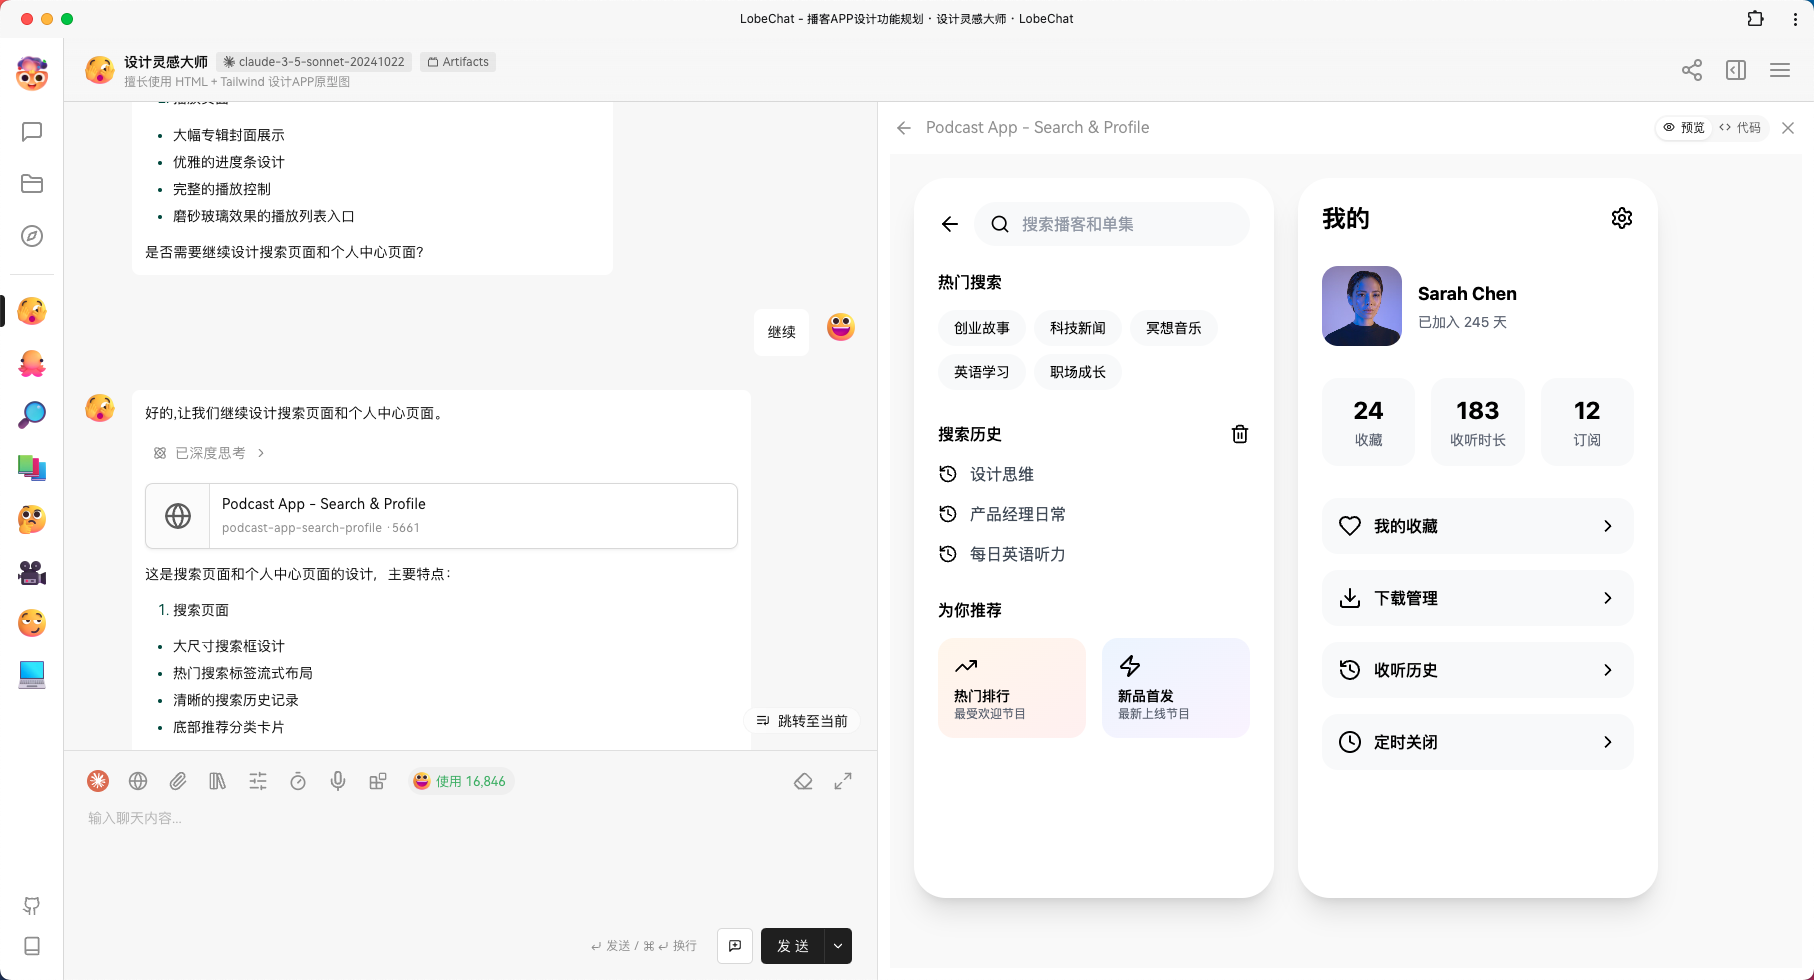 LobeChat - 播客APP设计功能规划 · 设计灵感大师 · LobeChat
设计灵感大师
claude-3-5-sonnet-20241022
Artifacts
擅长使用 HTML + Tailwind 设计APP原型图
大幅专辑封面展示
优雅的进度条设计
完整的播放控制
磨砂玻璃效果的播放列表入口
是否需要继续设计搜索页面和个人中心页面?
继续
好的,让我们继续设计搜索页面和个人中心页面。
已深度思考
Podcast App - Search & Profile
podcast-app-search-profile · 5661
这是搜索页面和个人中心页面的设计，主要特点：
1. 搜索页面
大尺寸搜索框设计
热门搜索标签流式布局
清晰的搜索历史记录
底部推荐分类卡片
跳转至当前
使用 16,846
输入聊天内容...
↵ 发送 / ⌘ ↵ 换行
发 送
Podcast App - Search & Profile
预览
代码
搜索播客和单集
热门搜索
创业故事
科技新闻
冥想音乐
英语学习
职场成长
搜索历史
设计思维
产品经理日常
每日英语听力
为你推荐
热门排行
最受欢迎节目
新品首发
最新上线节目
我的
Sarah Chen
已加入 245 天
24
收藏
183
收听时长
12
订阅
我的收藏
下载管理
收听历史
定时关闭